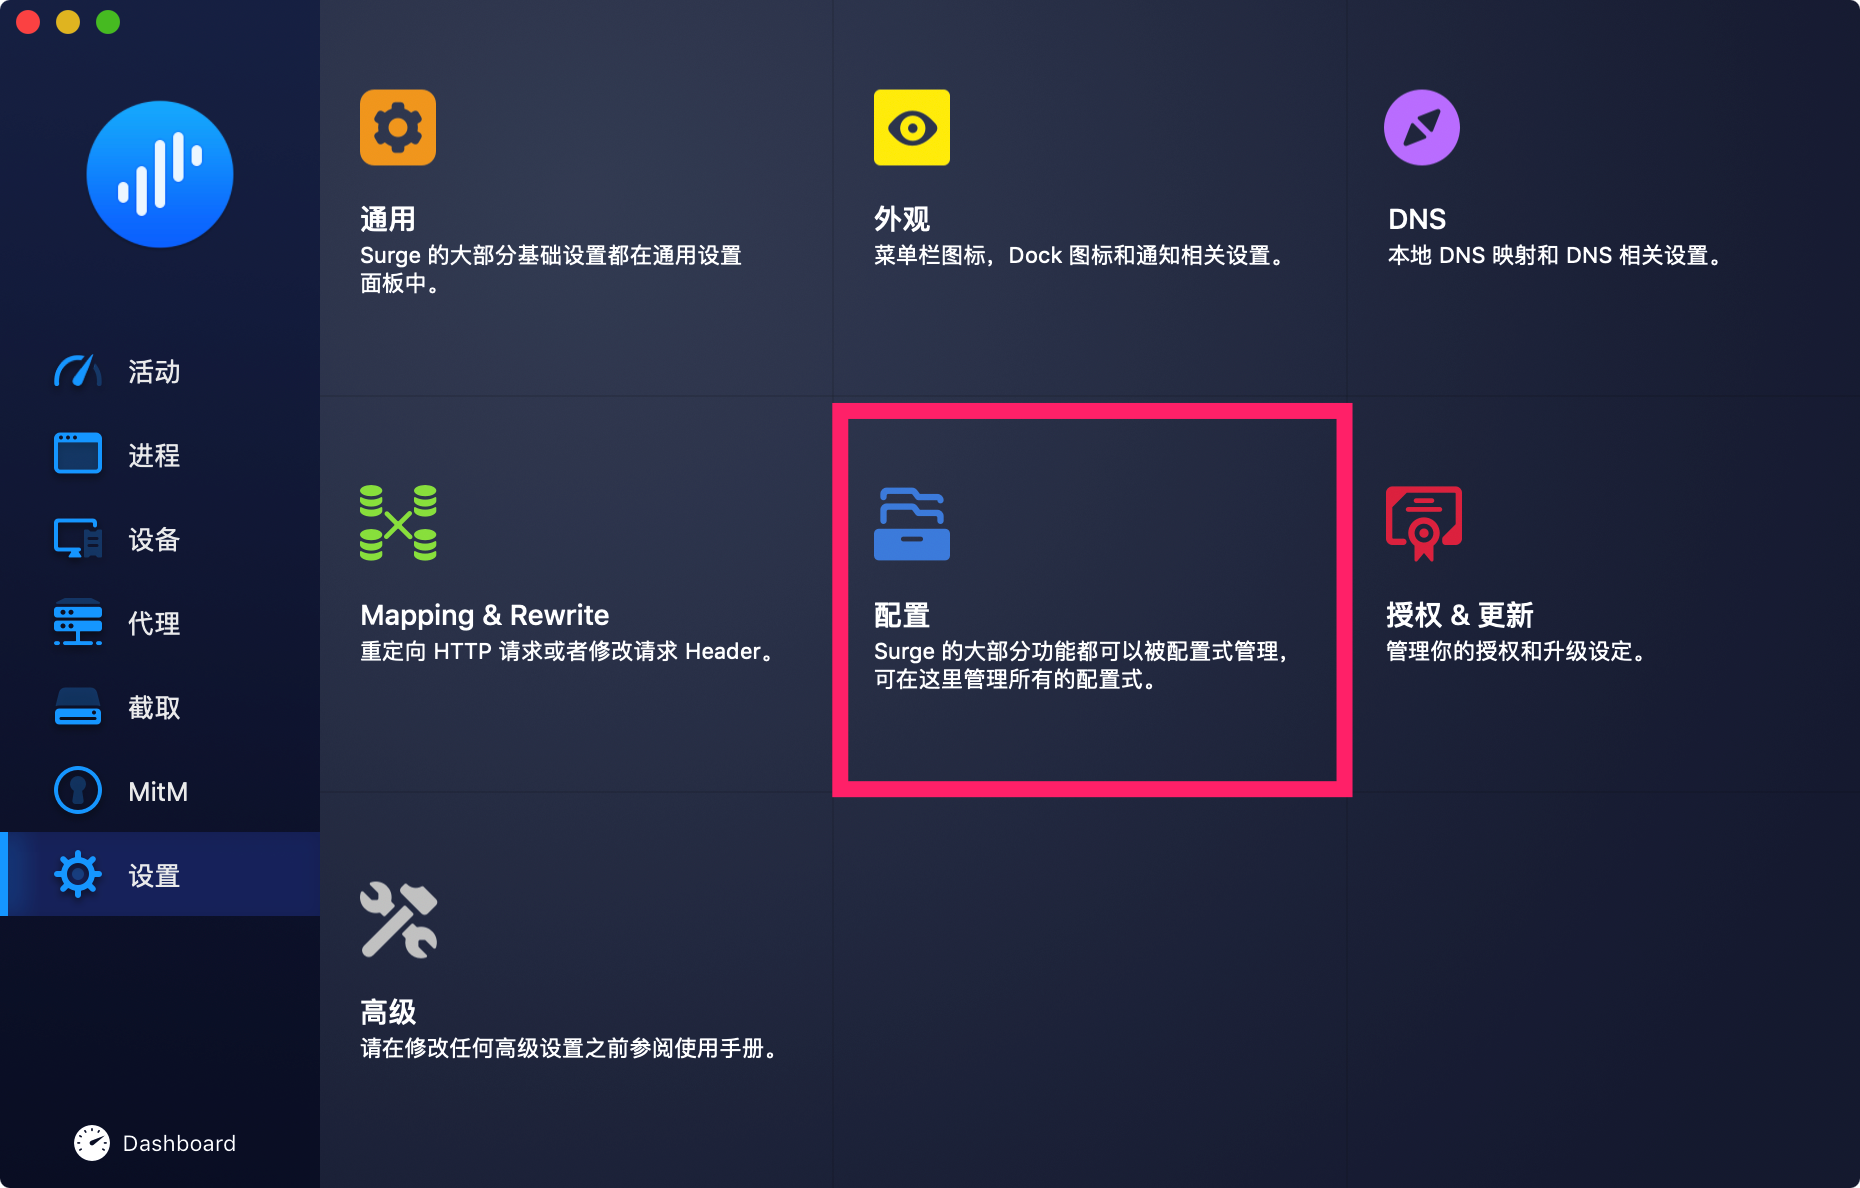 活动
进程
设备
代理
截取
MitM
设置
Dashboard
通用
Surge 的大部分基础设置都在通用设置
面板中。
外观
菜单栏图标，Dock 图标和通知相关设置。
DNS
本地 DNS 映射和 DNS 相关设置。
Mapping & Rewrite
重定向 HTTP 请求或者修改请求 Header。
配置
Surge 的大部分功能都可以被配置式管理，
可在这里管理所有的配置式。
授权 & 更新
管理你的授权和升级设定。
高级
请在修改任何高级设置之前参阅使用手册。